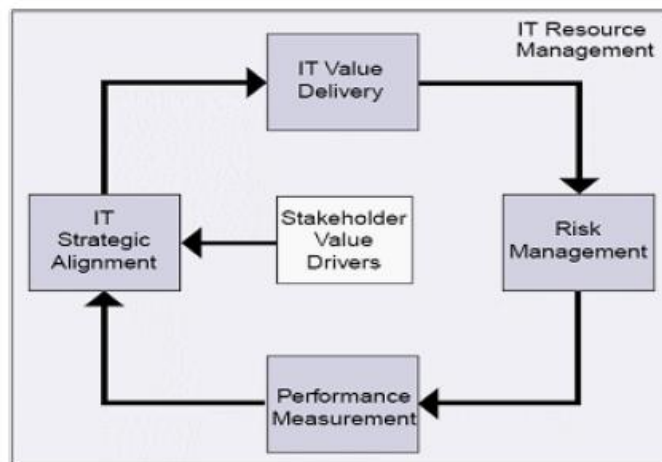 IT Resource
Management
IT Value
Delivery
IT
Strategic
Alignment
Stakeholder
Value
Drivers
Risk
Management
Performance
Measurement